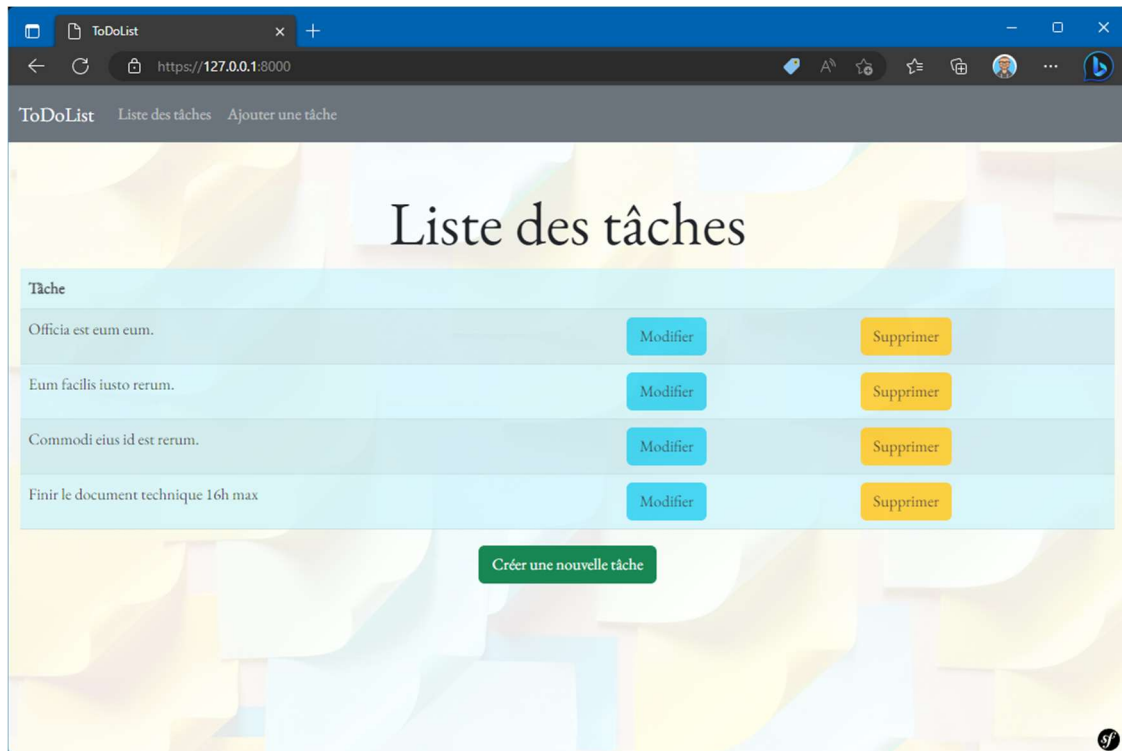 ToDoList
https://127.0.0.1:8000
ToDoList Liste des tâches Ajouter une tâche
Liste des tâches
Tâche
Officia est eum eum. Modifier Supprimer
Eum facilis iusto rerum. Modifier Supprimer
Commodi eius id est rerum. Modifier Supprimer
Finir le document technique 16h max Modifier Supprimer
Créer une nouvelle tâche
sf